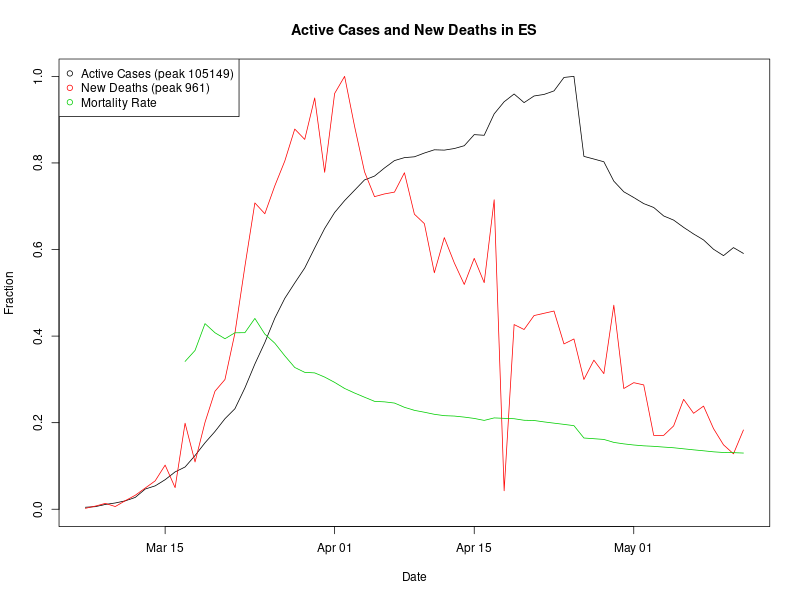 Active Cases and New Deaths in ES
Active Cases (peak 105149)
New Deaths (peak 961)
Mortality Rate
1.0
0.8
0.6
0.4
0.2
0.0
Fraction
Mar 15 Apr 01 Apr 15 May 01
Date